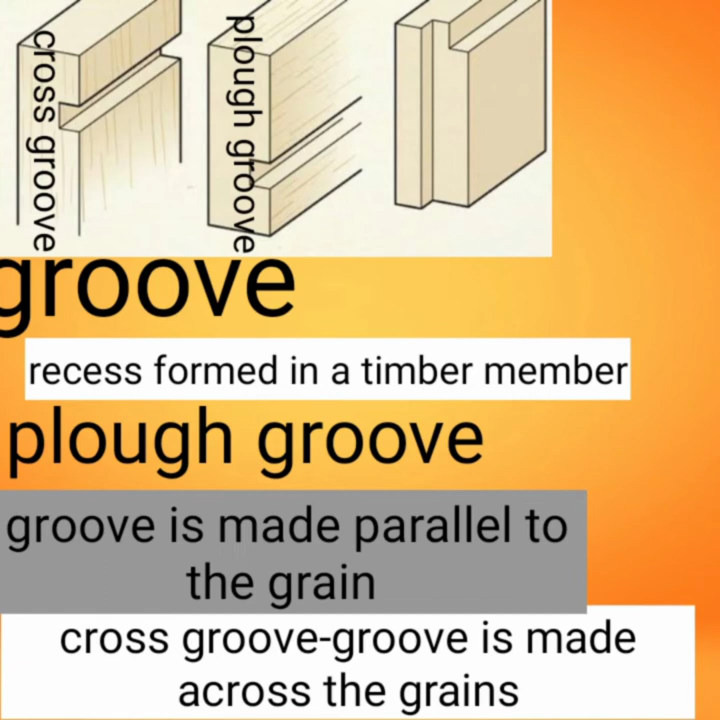 cross groove
plough groove
groove
recess formed in a timber member
plough groove
groove is made parallel to
the grain
cross groove-groove is made
across the grains